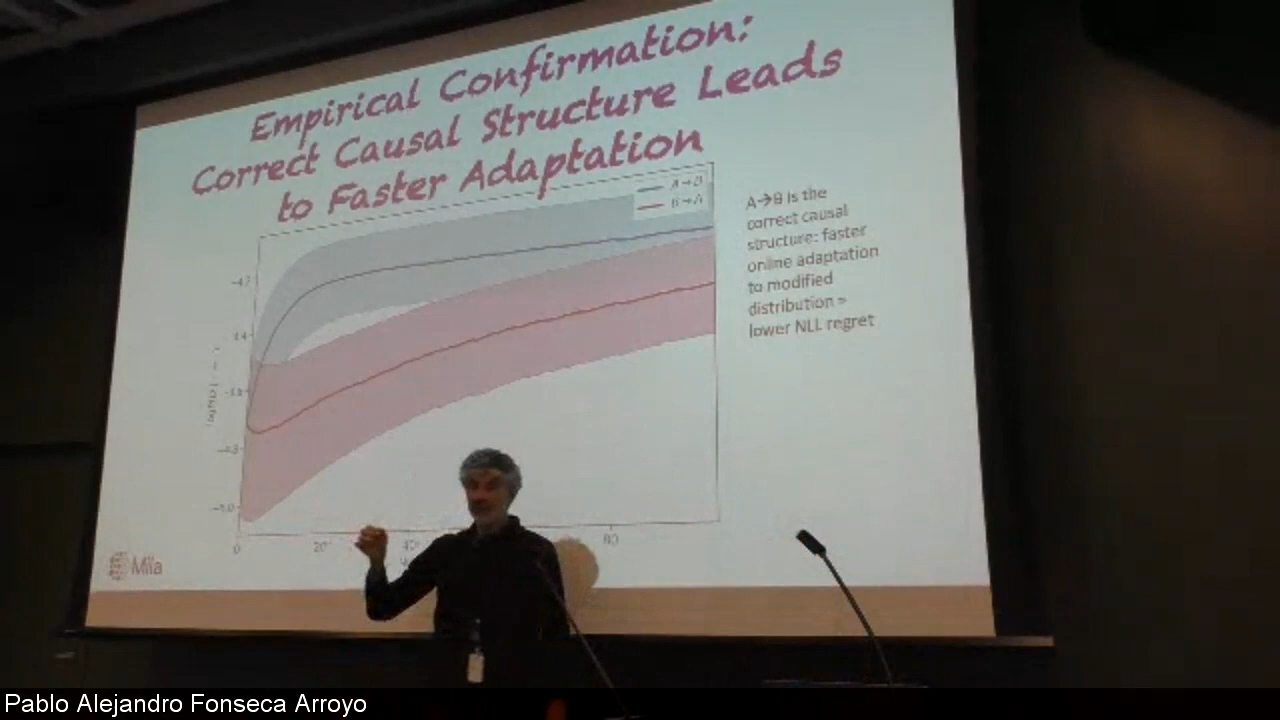 Empirical Confirmation:
Correct Causal Structure Leads
to Faster Adaptation
A→B
B→A
A→B is the
correct causal
structure: faster
online adaptation
to modified
distribution =
lower NLL regret
0
20
40
80
Mila
Pablo Alejandro Fonseca Arroyo